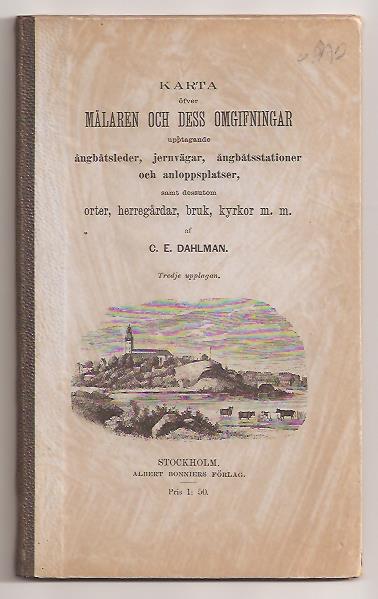 KARTA
öfver
MÄLAREN OCH DESS OMGIFNINGAR
upptagande
ångbåtsleder, jernvägar, ångbåtsstationer
och anloppsplatser,
samt dessutom
orter, herregårdar, bruk, kyrkor m. m.
af
C. E. DAHLMAN.
Tredje upplagan.
STOCKHOLM.
ALBERT BONNIERS FÖRLAG.
Pris 1: 50.